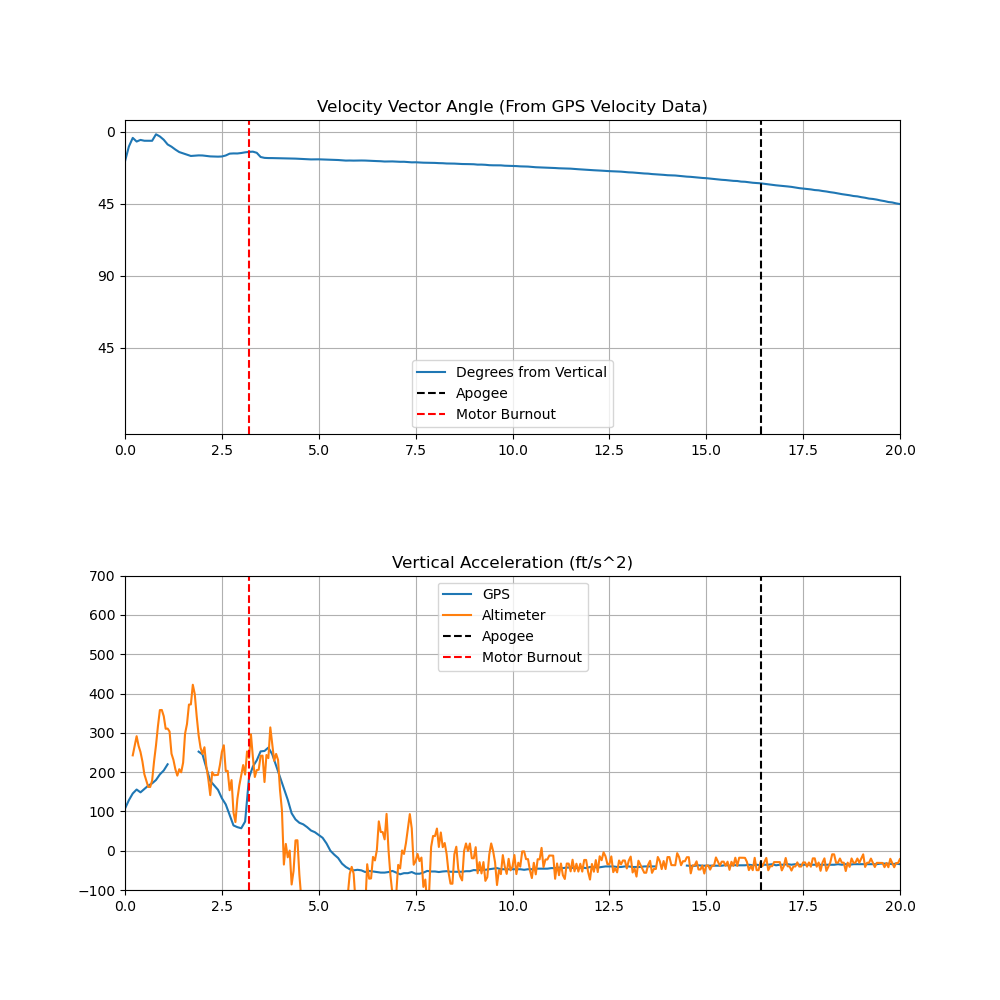 Velocity Vector Angle (From GPS Velocity Data)
0
45
90
45
Degrees from Vertical
Apogee
Motor Burnout
0.0 2.5 5.0 7.5 10.0 12.5 15.0 17.5 20.0
Vertical Acceleration (ft/s^2)
700
600
500
400
300
200
100
0
−100
GPS
Altimeter
Apogee
Motor Burnout
0.0 2.5 5.0 7.5 10.0 12.5 15.0 17.5 20.0